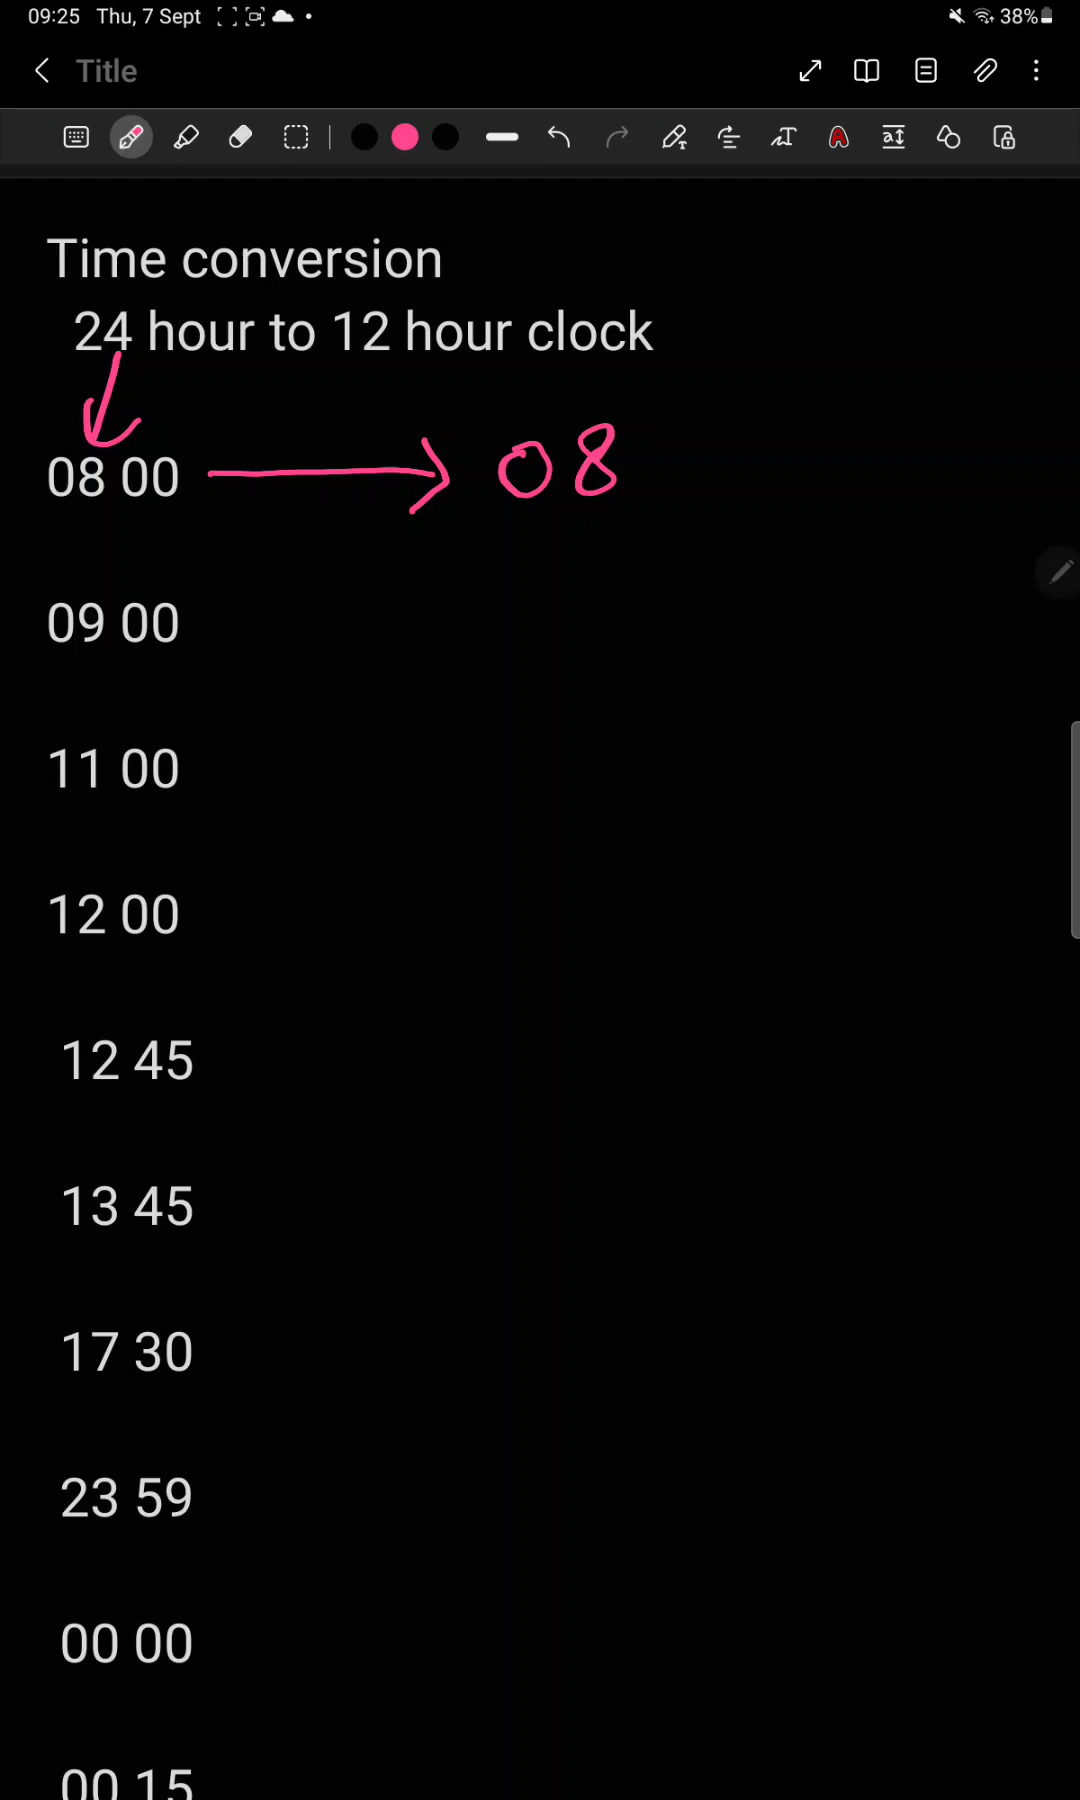 09:25 Thu, 7 Sept 38%
Title
Time conversion
24 hour to 12 hour clock
08 00 → 08
09 00
11 00
12 00
12 45
13 45
17 30
23 59
00 00
00 15